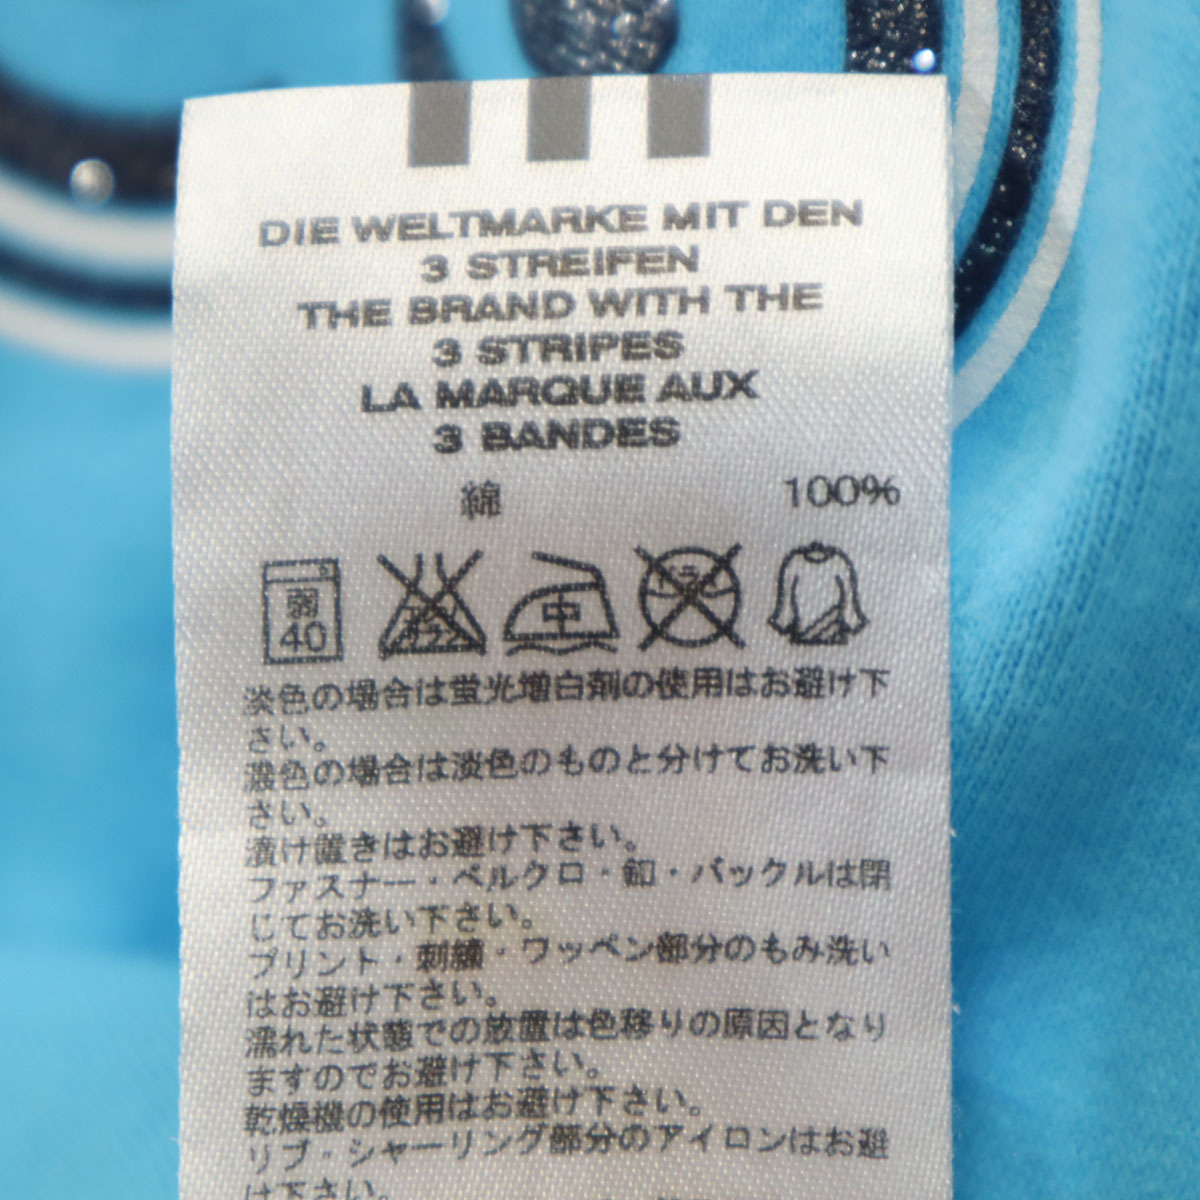 DIE WELTMARKE MIT DEN
3 STREIFEN
THE BRAND WITH THE
3 STRIPES
LA MARQUE AUX
3 BANDES
綿 100%
弱 中
40
淡色の場合は蛍光増白剤の使用はお避け下
さい。
濃色の場合は淡色のものと分けてお洗い下
さい。
漬け置きはお避け下さい。
ファスナー・ベルクロ・釦・バックルは閉
じてお洗い下さい。
プリント・刺繍・ワッペン部分のもみ洗い
はお避け下さい。
濡れた状態での放置は色移りの原因となり
ますのでお避け下さい。
乾燥機の使用はお避け下さい。
リブ・シャーリング部分のアイロンはお避
け下さい。